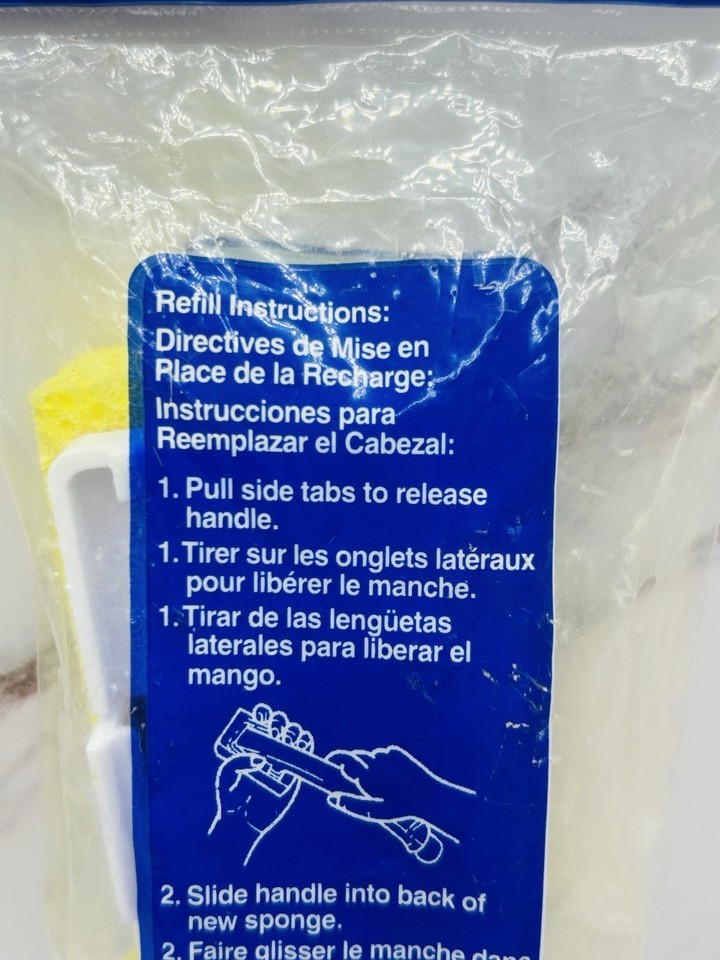 Refill Instructions:
Directives de Mise en
Place de la Recharge:
Instrucciones para
Reemplazar el Cabezal:
1. Pull side tabs to release
handle.
1. Tirer sur les onglets latéraux
pour libérer le manche.
1. Tirar de las lengüetas
laterales para liberar el
mango.
2. Slide handle into back of
new sponge.
2. Faire glisser le manche dans